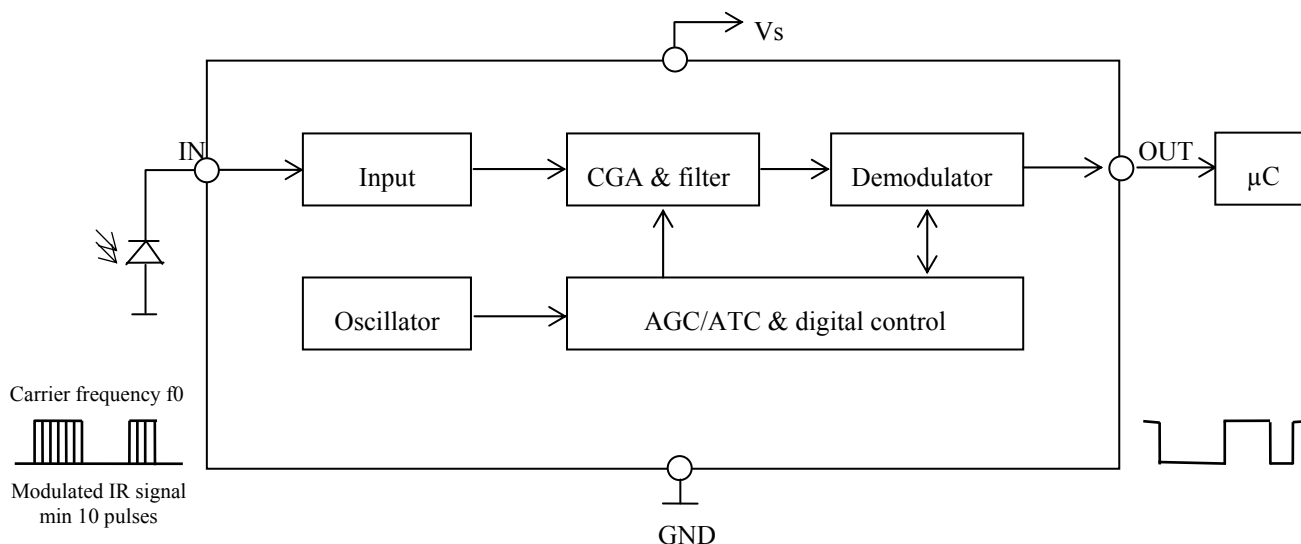 Vs
IN
OUT
Input
CGA & filter
Demodulator
µC
Oscillator
AGC/ATC & digital control
Carrier frequency f0
Modulated IR signal
min 10 pulses
GND